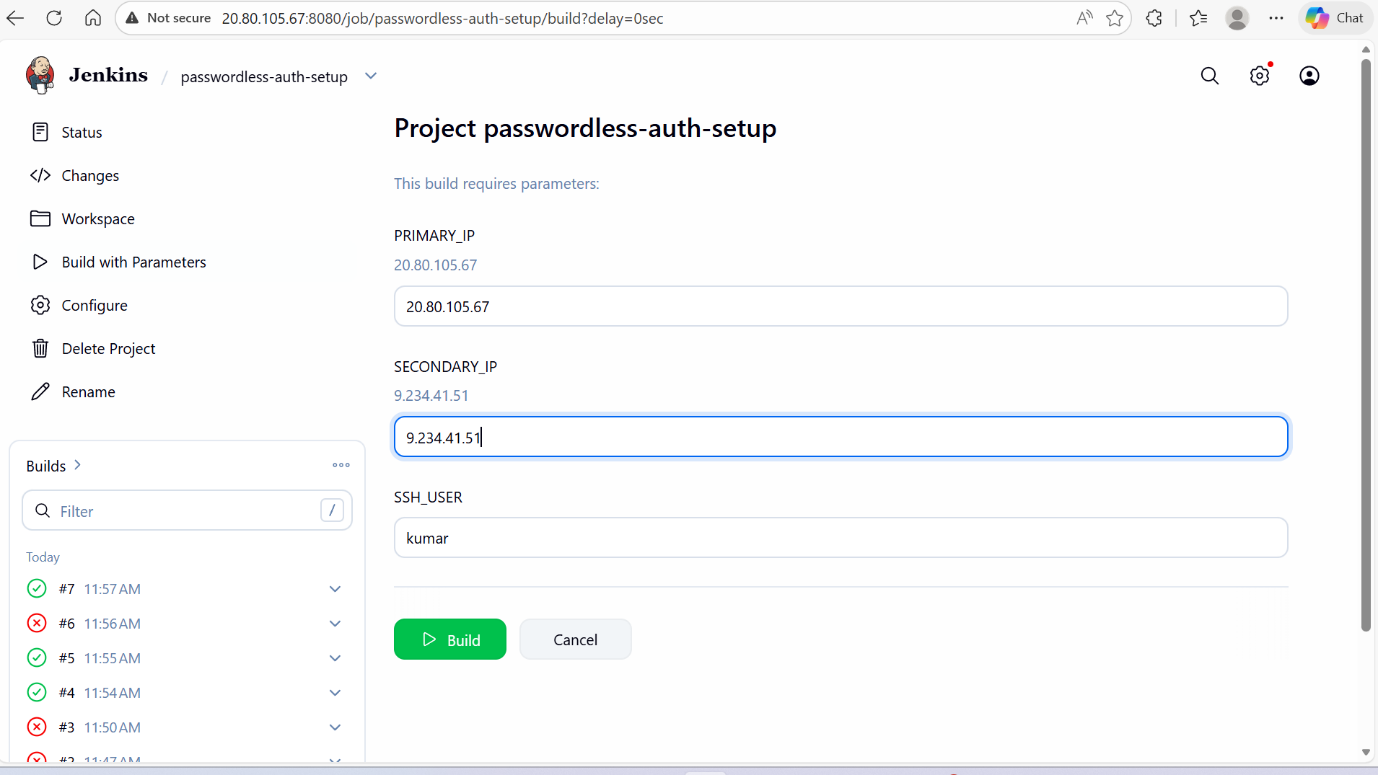 Not secure 20.80.105.67:8080/job/passwordless-auth-setup/build?delay=0sec
Chat
Jenkins / passwordless-auth-setup
Status
Changes
Workspace
Build with Parameters
Configure
Delete Project
Rename
Builds
Filter /
Today
#7 11:57 AM
#6 11:56 AM
#5 11:55 AM
#4 11:54 AM
#3 11:50 AM
#2 11:47 AM
Project passwordless-auth-setup
This build requires parameters:
PRIMARY_IP
20.80.105.67
20.80.105.67
SECONDARY_IP
9.234.41.51
9.234.41.51
SSH_USER
kumar
Build
Cancel